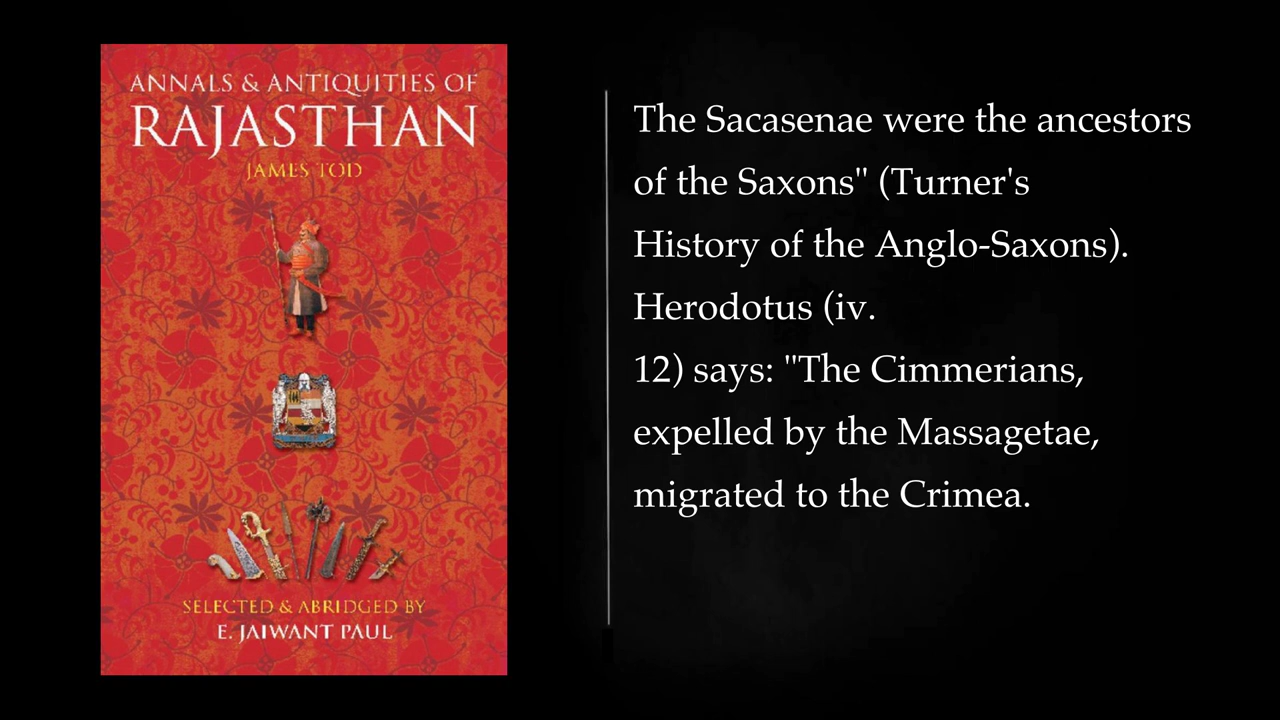 ANNALS & ANTIQUITIES OF
RAJASTHAN
JAMES TOD
SELECTED & ABRIDGED BY
E. JAIWANT PAUL
The Sacasenae were the ancestors
of the Saxons" (Turner's
History of the Anglo-Saxons).
Herodotus (iv.
12) says: "The Cimmerians,
expelled by the Massagetae,
migrated to the Crimea.